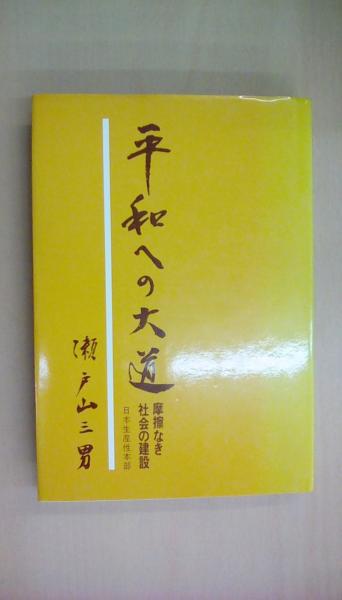 平和への大道
摩擦なき
社会の建設
日本生産性本部
瀬戸山三男